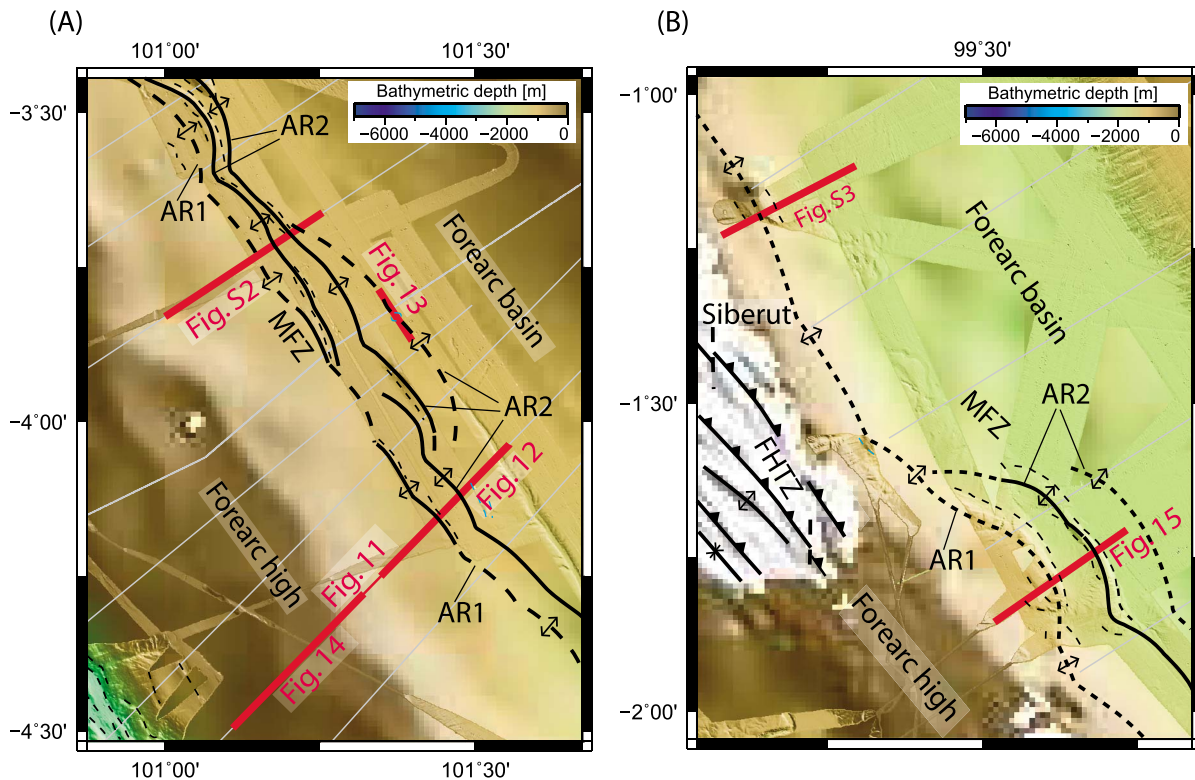 (A)
101°00'
101°30'
Bathymetric depth [m]
−6000 −4000 −2000 0
−3°30'
−4°00'
−4°30'
AR2
AR1
Fig. S2
MFZ
Fig. 13
Forearc basin
AR2
Fig. 12
Forearc high
Fig. 11
AR1
Fig. 14
101°00'
101°30'
(B)
99°30'
Bathymetric depth [m]
−6000 −4000 −2000 0
−1°00'
−1°30'
−2°00'
Fig. S3
Forearc basin
Siberut
MFZ
AR2
FHTZ
AR1
Fig. 15
Forearc high